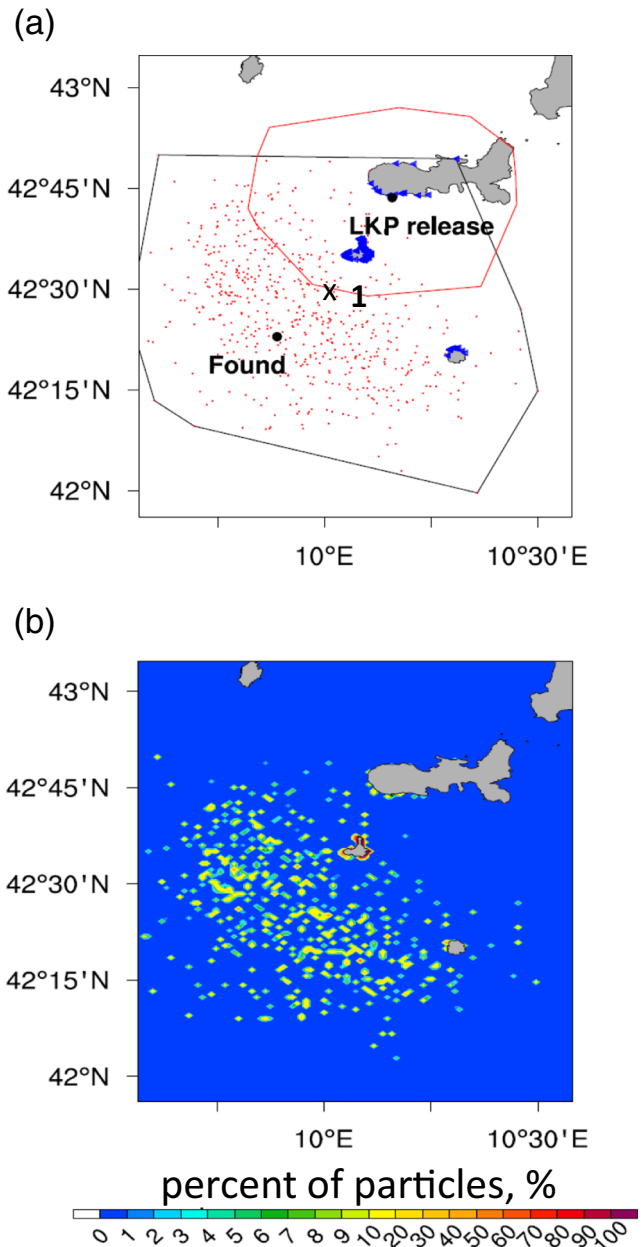 (a)
43°N
42°45'N
LKP release
42°30'N
x 1
Found
42°15'N
42°N
10°E
10°30'E
(b)
43°N
42°45'N
42°30'N
42°15'N
42°N
10°E
10°30'E
percent of particles, %
0 1 2 3 4 5 6 7 8 9 10 20 30 40 50 60 70 80 90 100